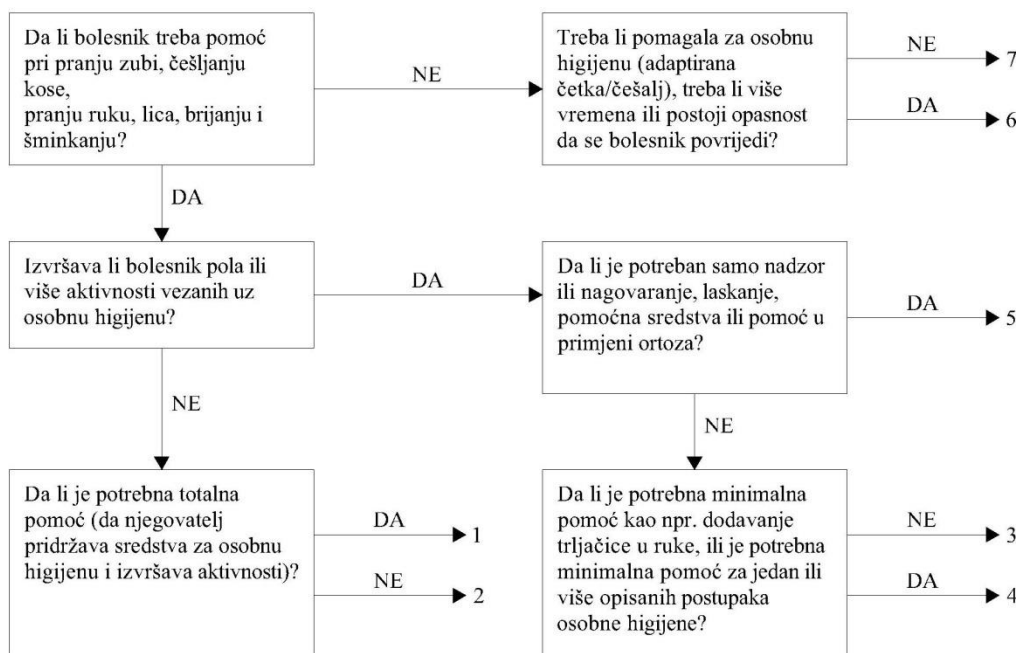 Da li bolesnik treba pomoć
pri pranju zubi, češljanju
kose,
pranju ruku, lica, brijanju i
šminkanju?
NE
Treba li pomagala za osobnu
higijenu (adaptirana
četka/češalj), treba li više
vremena ili postoji opasnost
da se bolesnik povrijedi?
NE
7
DA
6
DA
Izvršava li bolesnik pola ili
više aktivnosti vezanih uz
osobnu higijenu?
DA
Da li je potreban samo nadzor
ili nagovaranje, laskanje,
pomoćna sredstva ili pomoć u
primjeni ortoza?
DA
5
NE
NE
Da li je potrebna totalna
pomoć (da njegovatelj
pridržava sredstva za osobnu
higijenu i izvršava aktivnosti)?
DA
1
NE
2
Da li je potrebna minimalna
pomoć kao npr. dodavanje
trljačice u ruke, ili je potrebna
minimalna pomoć za jedan ili
više opisanih postupaka
osobne higijene?
NE
3
DA
4